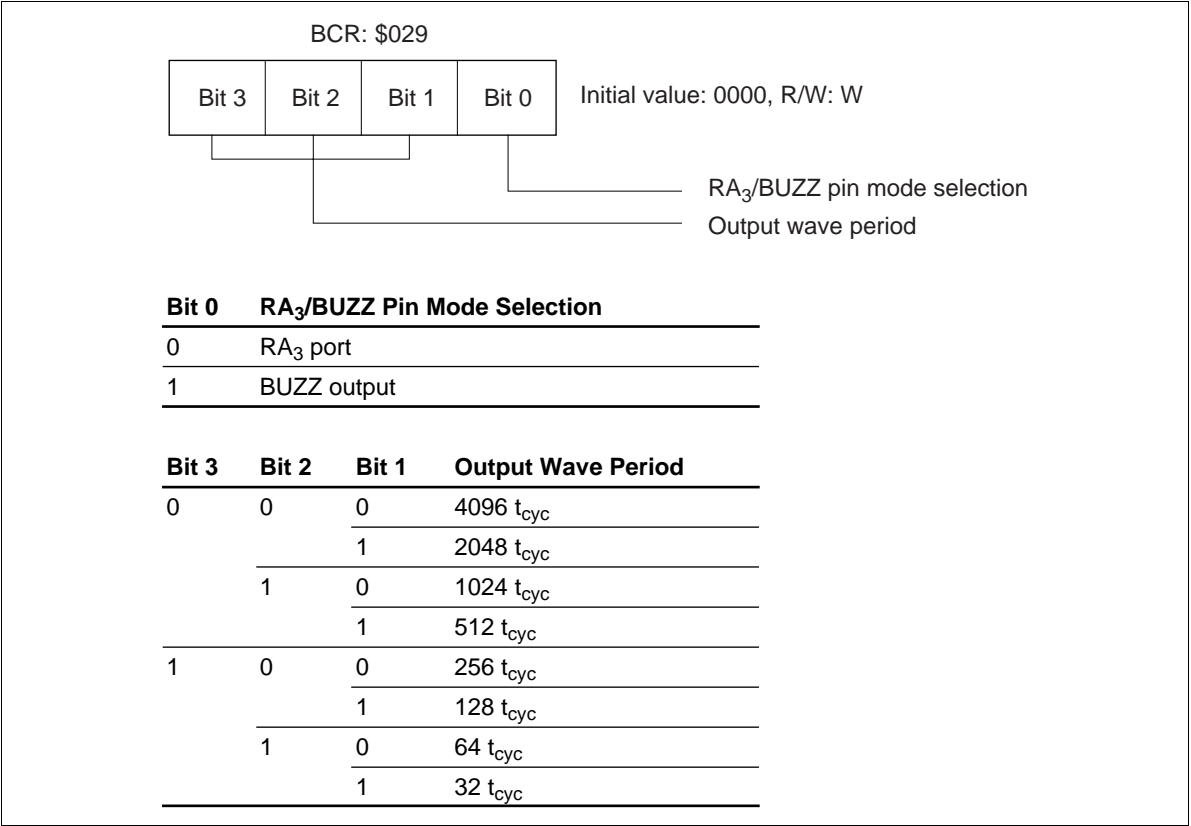 BCR: $029
Bit 3 Bit 2 Bit 1 Bit 0 Initial value: 0000, R/W: W
RA3/BUZZ pin mode selection
Output wave period
Bit 0 RA3/BUZZ Pin Mode Selection
0 RA3 port
1 BUZZ output
Bit 3 Bit 2 Bit 1 Output Wave Period
0 0 0 4096 tcyc
1 2048 tcyc
1 0 1024 tcyc
1 512 tcyc
1 0 0 256 tcyc
1 128 tcyc
1 0 64 tcyc
1 32 tcyc